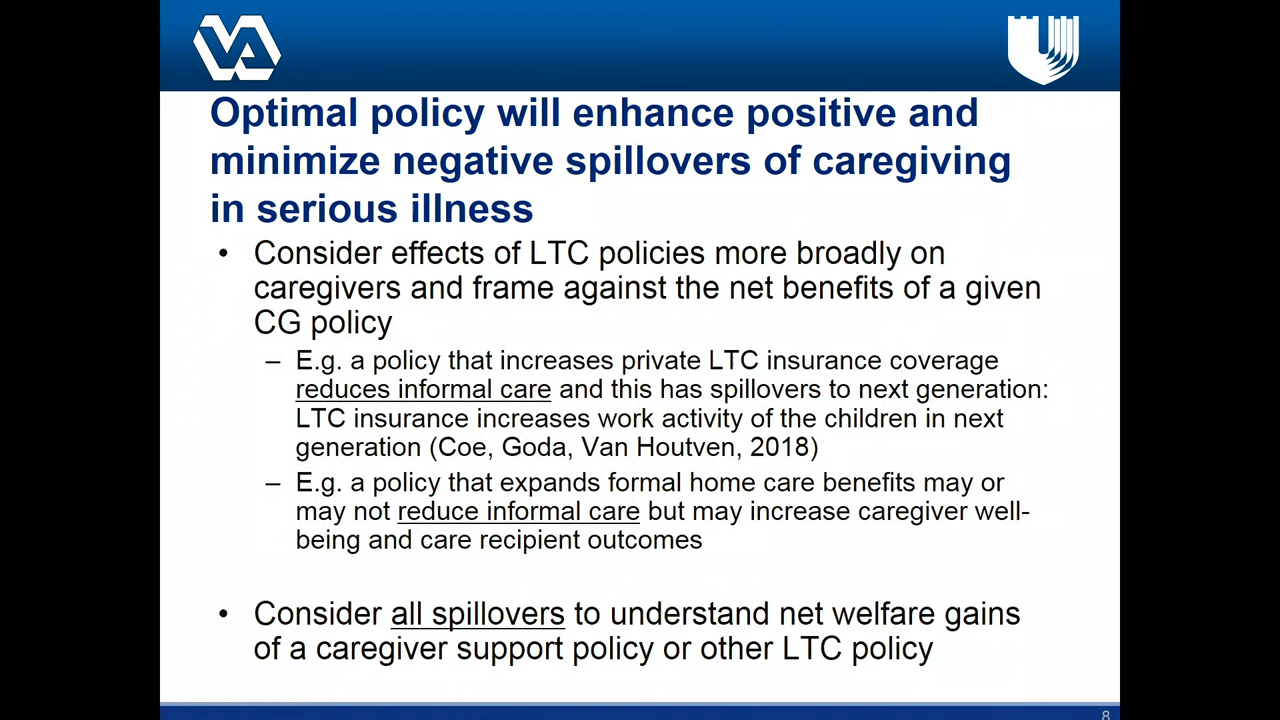 VA
Optimal policy will enhance positive and
minimize negative spillovers of caregiving
in serious illness
• Consider effects of LTC policies more broadly on
caregivers and frame against the net benefits of a given
CG policy
– E.g. a policy that increases private LTC insurance coverage
reduces informal care and this has spillovers to next generation:
LTC insurance increases work activity of the children in next
generation (Coe, Goda, Van Houtven, 2018)
– E.g. a policy that expands formal home care benefits may or
may not reduce informal care but may increase caregiver well-
being and care recipient outcomes
• Consider all spillovers to understand net welfare gains
of a caregiver support policy or other LTC policy
8